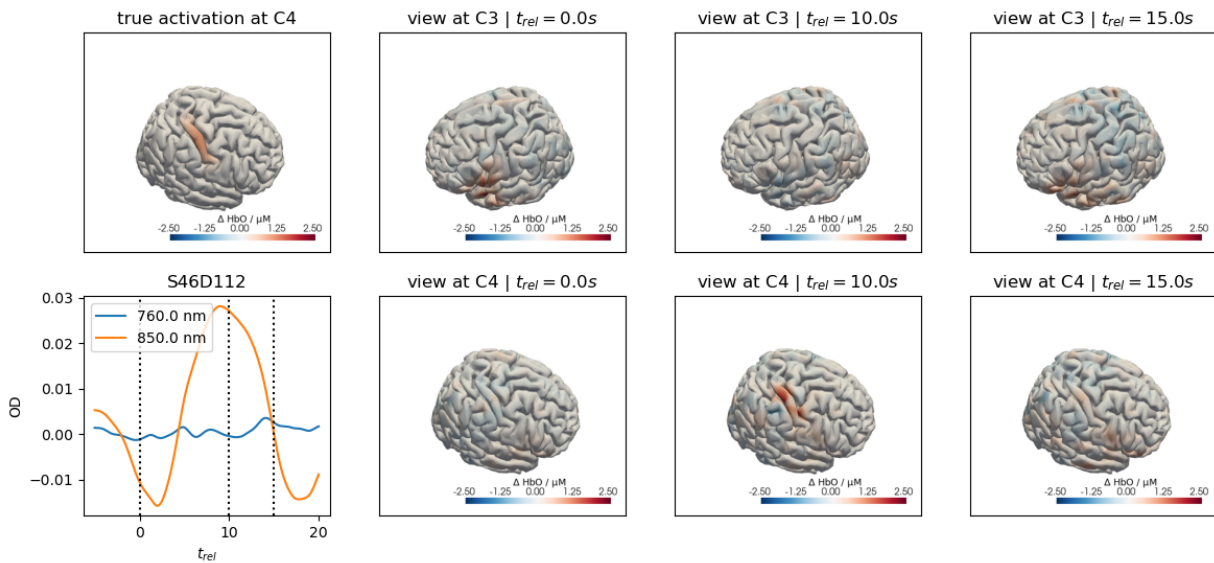 true activation at C4
view at C3 | t_rel = 0.0s
view at C3 | t_rel = 10.0s
view at C3 | t_rel = 15.0s
Δ HbO / μM
-2.50 -1.25 0.00 1.25 2.50
Δ HbO / μM
-2.50 -1.25 0.00 1.25 2.50
Δ HbO / μM
-2.50 -1.25 0.00 1.25 2.50
Δ HbO / μM
-2.50 -1.25 0.00 1.25 2.50
S46D112
view at C4 | t_rel = 0.0s
view at C4 | t_rel = 10.0s
view at C4 | t_rel = 15.0s
0.03
0.02
0.01
0.00
−0.01
OD
760.0 nm
850.0 nm
0 10 20
t_rel
Δ HbO / μM
-2.50 -1.25 0.00 1.25 2.50
Δ HbO / μM
-2.50 -1.25 0.00 1.25 2.50
Δ HbO / μM
-2.50 -1.25 0.00 1.25 2.50